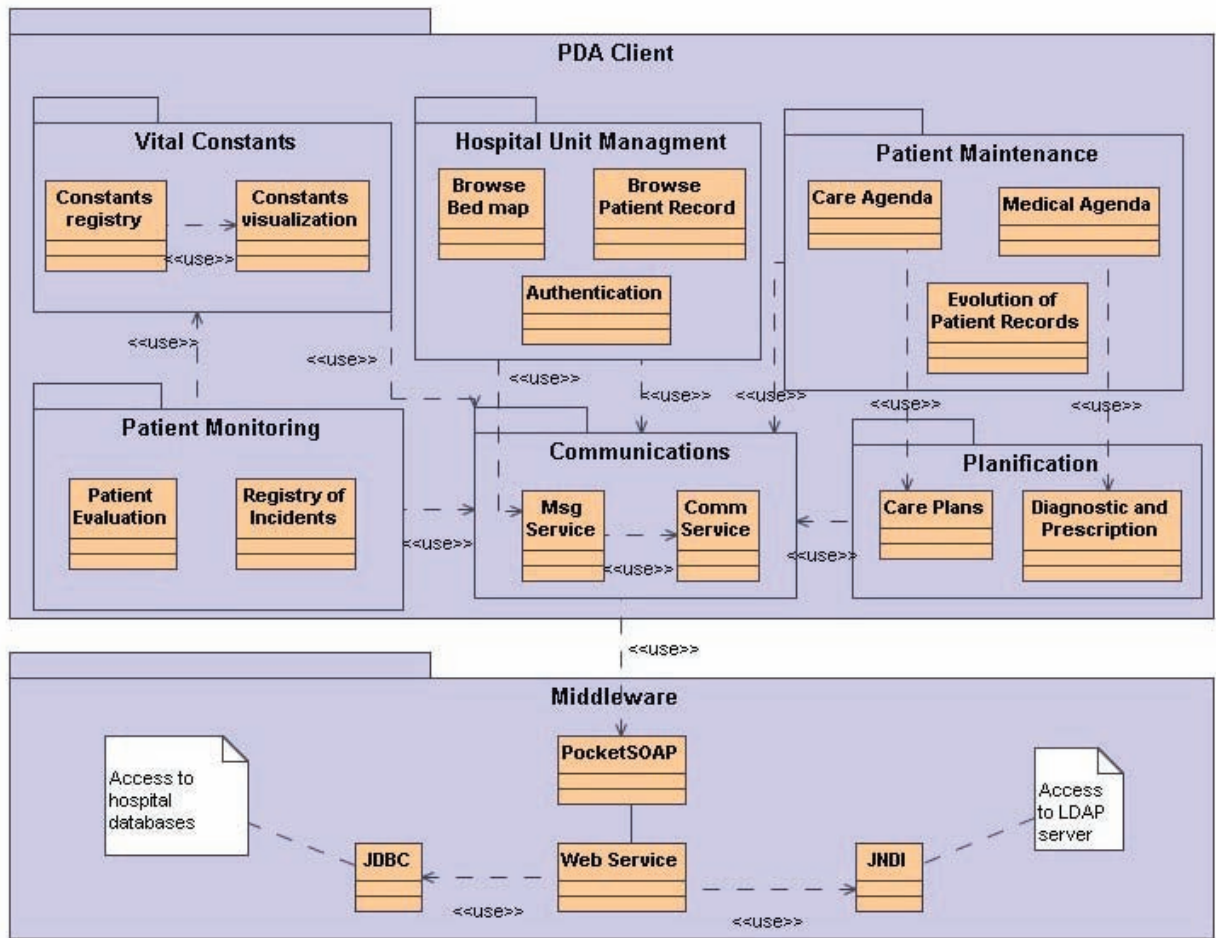 PDA Client
Vital Constants
Constants
registry
Constants
visualization
<<use>>
Hospital Unit Managment
Browse
Bed map
Browse
Patient Record
Authentication
Patient Maintenance
Care Agenda
Medical Agenda
Evolution of
Patient Records
<<use>>
<<use>>
<<use>>
<<use>>
<<use>>
<<use>>
<<use>>
Patient Monitoring
Patient
Evaluation
Registry of
Incidents
<<use>>
Communications
Msg
Service
Comm
Service
<<use>>
<<use>>
Planification
Care Plans
Diagnostic and
Prescription
<<use>>
Middleware
PocketSOAP
Access to
hospital
databases
Access
to LDAP
server
JDBC
Web Service
JNDI
<<use>>
<<use>>